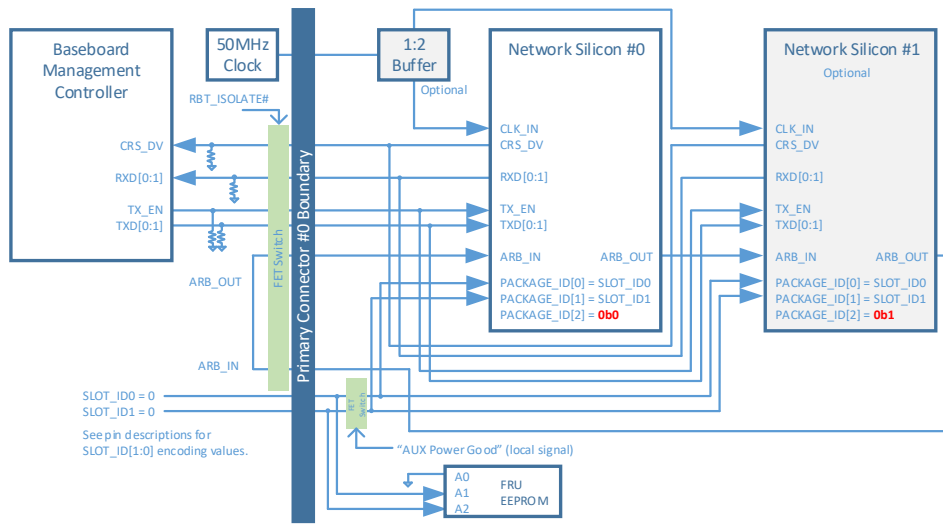 Baseboard
Management
Controller
CRS_DV
RXD[0:1]
TX_EN
TXD[0:1]
50MHz
Clock
RBT_ISOLATE#
FET Switch
Primary Connector #0 Boundary
ARB_OUT
ARB_IN
SLOT_ID0 = 0
SLOT_ID1 = 0
See pin descriptions for
SLOT_ID[1:0] encoding values.
1:2
Buffer
Optional
Network Silicon #0
CLK_IN
CRS_DV
RXD[0:1]
TX_EN
TXD[0:1]
ARB_IN
ARB_OUT
PACKAGE_ID[0] = SLOT_ID0
PACKAGE_ID[1] = SLOT_ID1
PACKAGE_ID[2] = 0b0
Network Silicon #1
Optional
CLK_IN
CRS_DV
RXD[0:1]
TX_EN
TXD[0:1]
ARB_IN
ARB_OUT
PACKAGE_ID[0] = SLOT_ID0
PACKAGE_ID[1] = SLOT_ID1
PACKAGE_ID[2] = 0b1
FET
Switch
“AUX Power Good” (local signal)
A0
A1
A2
FRU
EEPROM